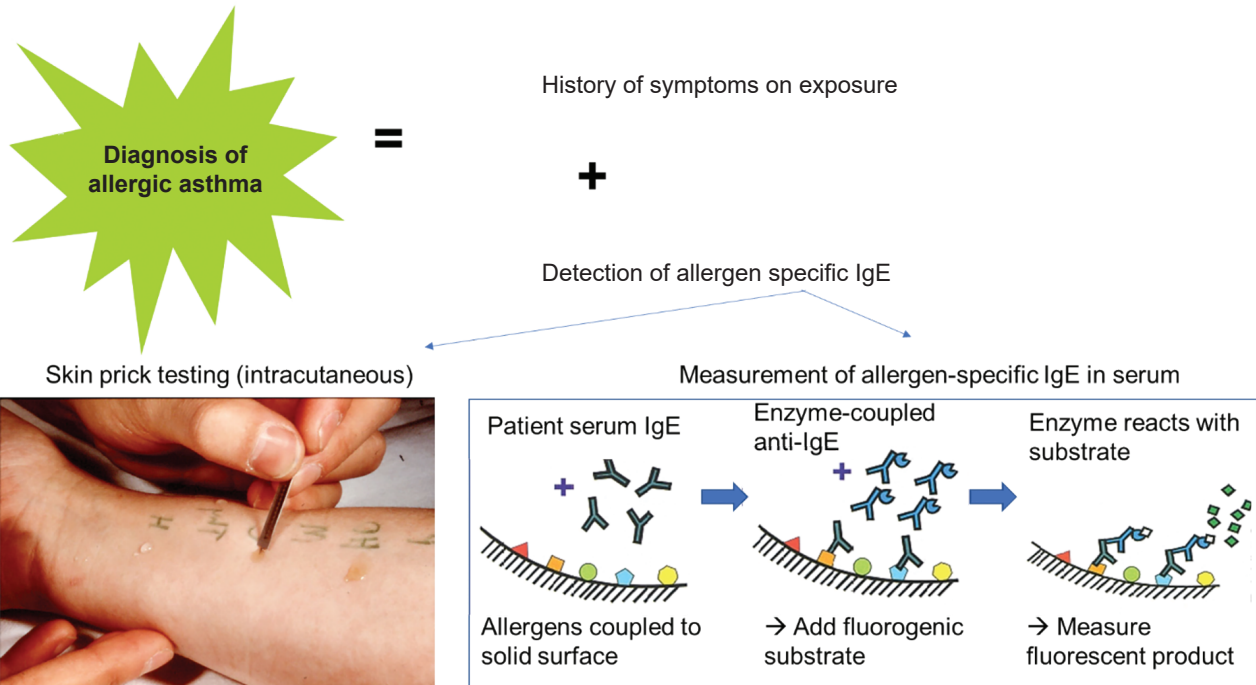 Diagnosis of
allergic asthma
=
History of symptoms on exposure
+
Detection of allergen specific IgE
Skin prick testing (intracutaneous)
H
Measurement of allergen-specific IgE in serum
Patient serum IgE
+
Allergens coupled to
solid surface
Enzyme-coupled
anti-IgE
+
→ Add fluorogenic
substrate
Enzyme reacts with
substrate
→ Measure
fluorescent product